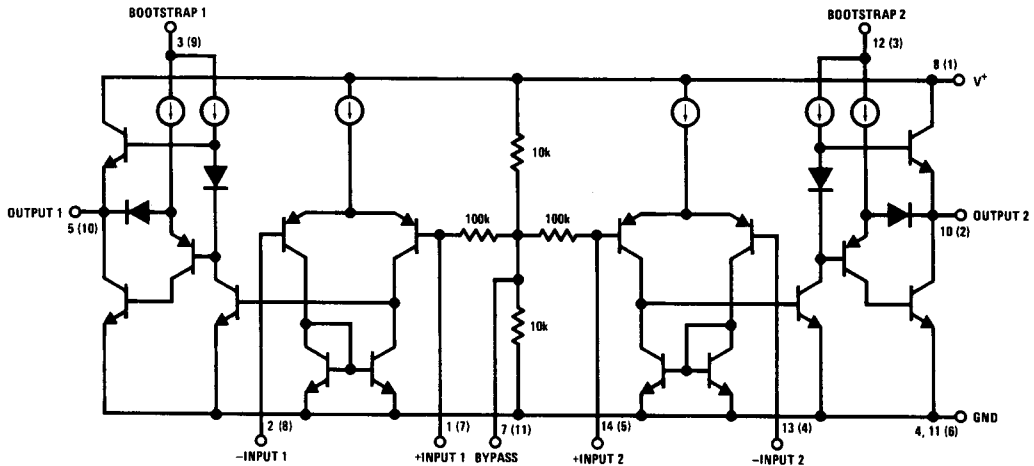 BOOTSTRAP 1
3 (9)
BOOTSTRAP 2
12 (3)
8 (1)
V+
10k
OUTPUT 1
5 (10)
100k
100k
OUTPUT 2
10 (2)
10k
GND
4, 11 (6)
2 (8)
–INPUT 1
1 (7)
+INPUT 1
7 (11)
BYPASS
14 (5)
+INPUT 2
13 (4)
–INPUT 2